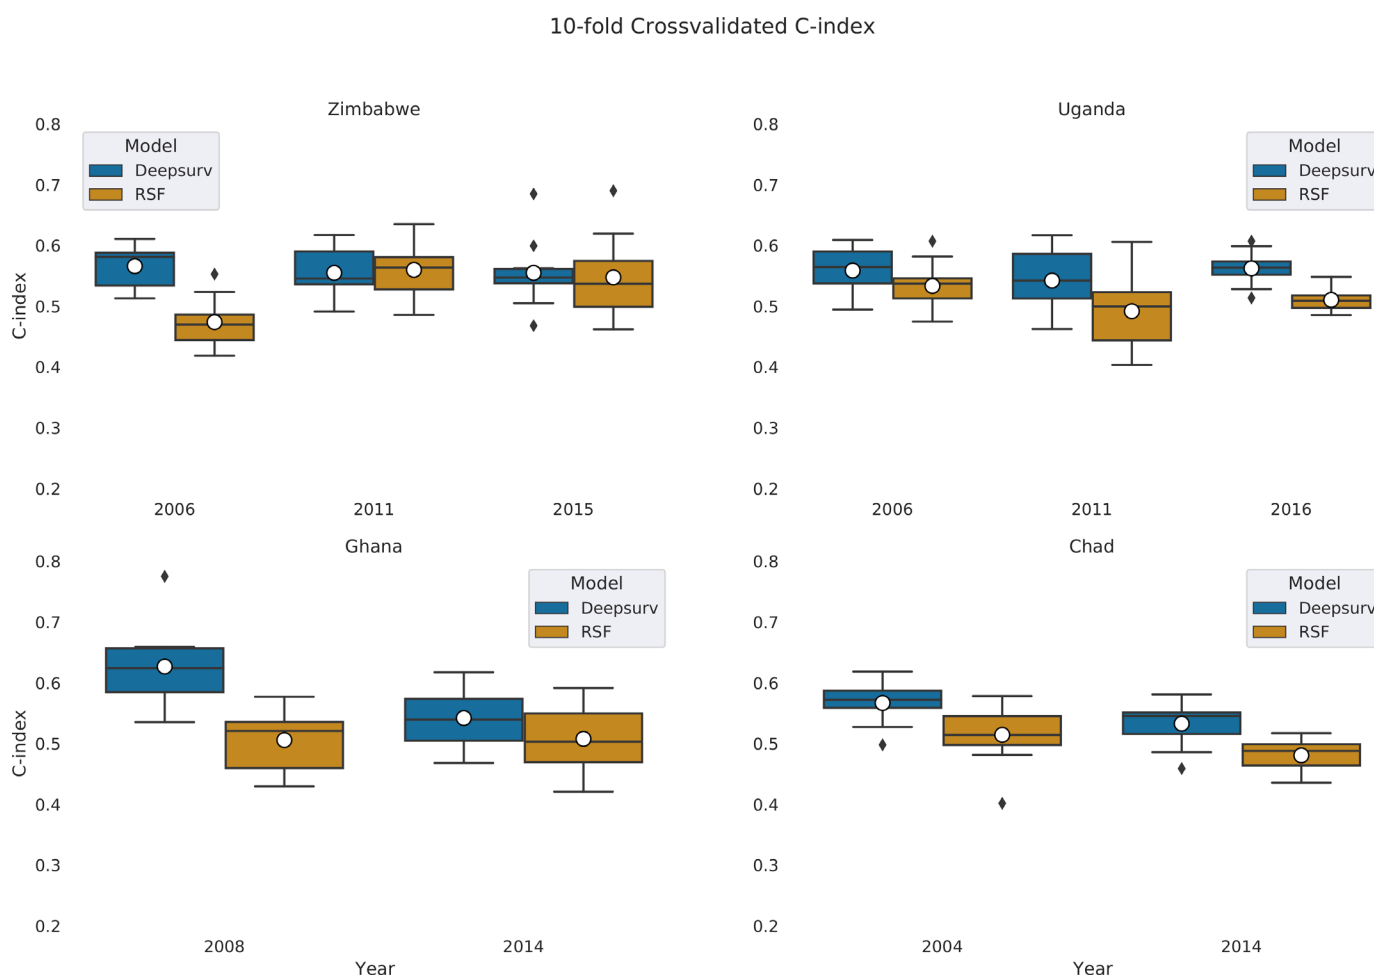 10-fold Crossvalidated C-index
Zimbabwe
0.8
0.7
0.6
0.5
0.4
0.3
0.2
C-index
Model
Deepsurv
RSF
2006
2011
2015
Uganda
0.8
0.7
0.6
0.5
0.4
0.3
0.2
Model
Deepsurv
RSF
2006
2011
2016
Ghana
0.8
0.7
0.6
0.5
0.4
0.3
0.2
C-index
Model
Deepsurv
RSF
2008
2014
Year
Chad
0.8
0.7
0.6
0.5
0.4
0.3
0.2
Model
Deepsurv
RSF
2004
2014
Year